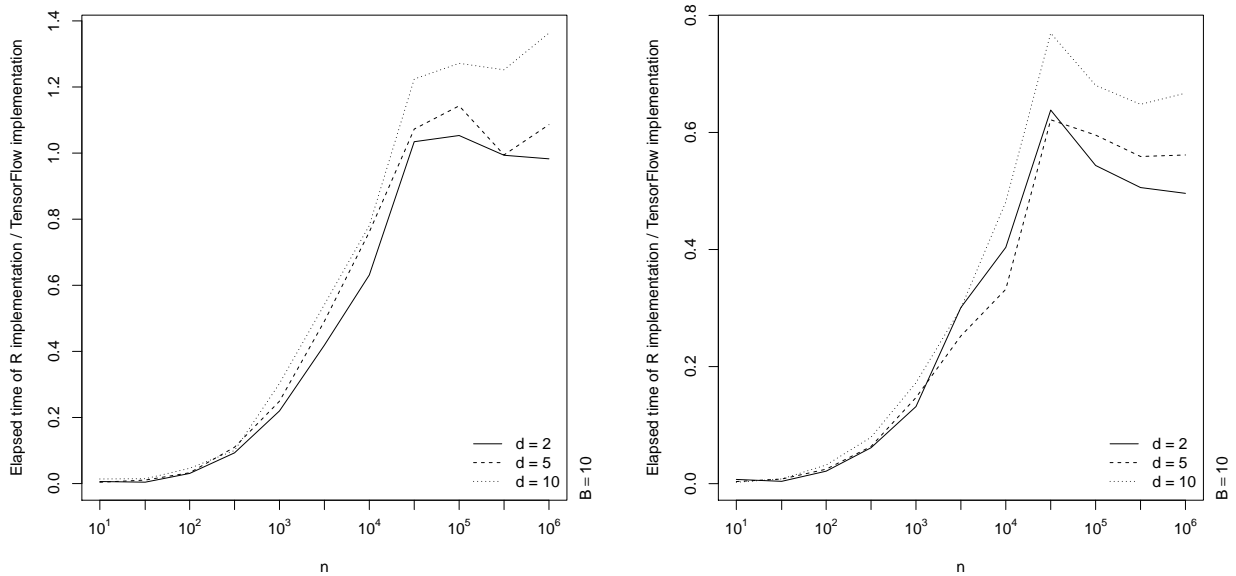 Elapsed time of R implementation / TensorFlow implementation
1.4
1.2
1.0
0.8
0.6
0.4
0.2
0.0
10¹
10²
10³
10⁴
10⁵
10⁶
n
d = 2
d = 5
d = 10
B = 10
Elapsed time of R implementation / TensorFlow implementation
0.8
0.6
0.4
0.2
0.0
10¹
10²
10³
10⁴
10⁵
10⁶
n
d = 2
d = 5
d = 10
B = 10